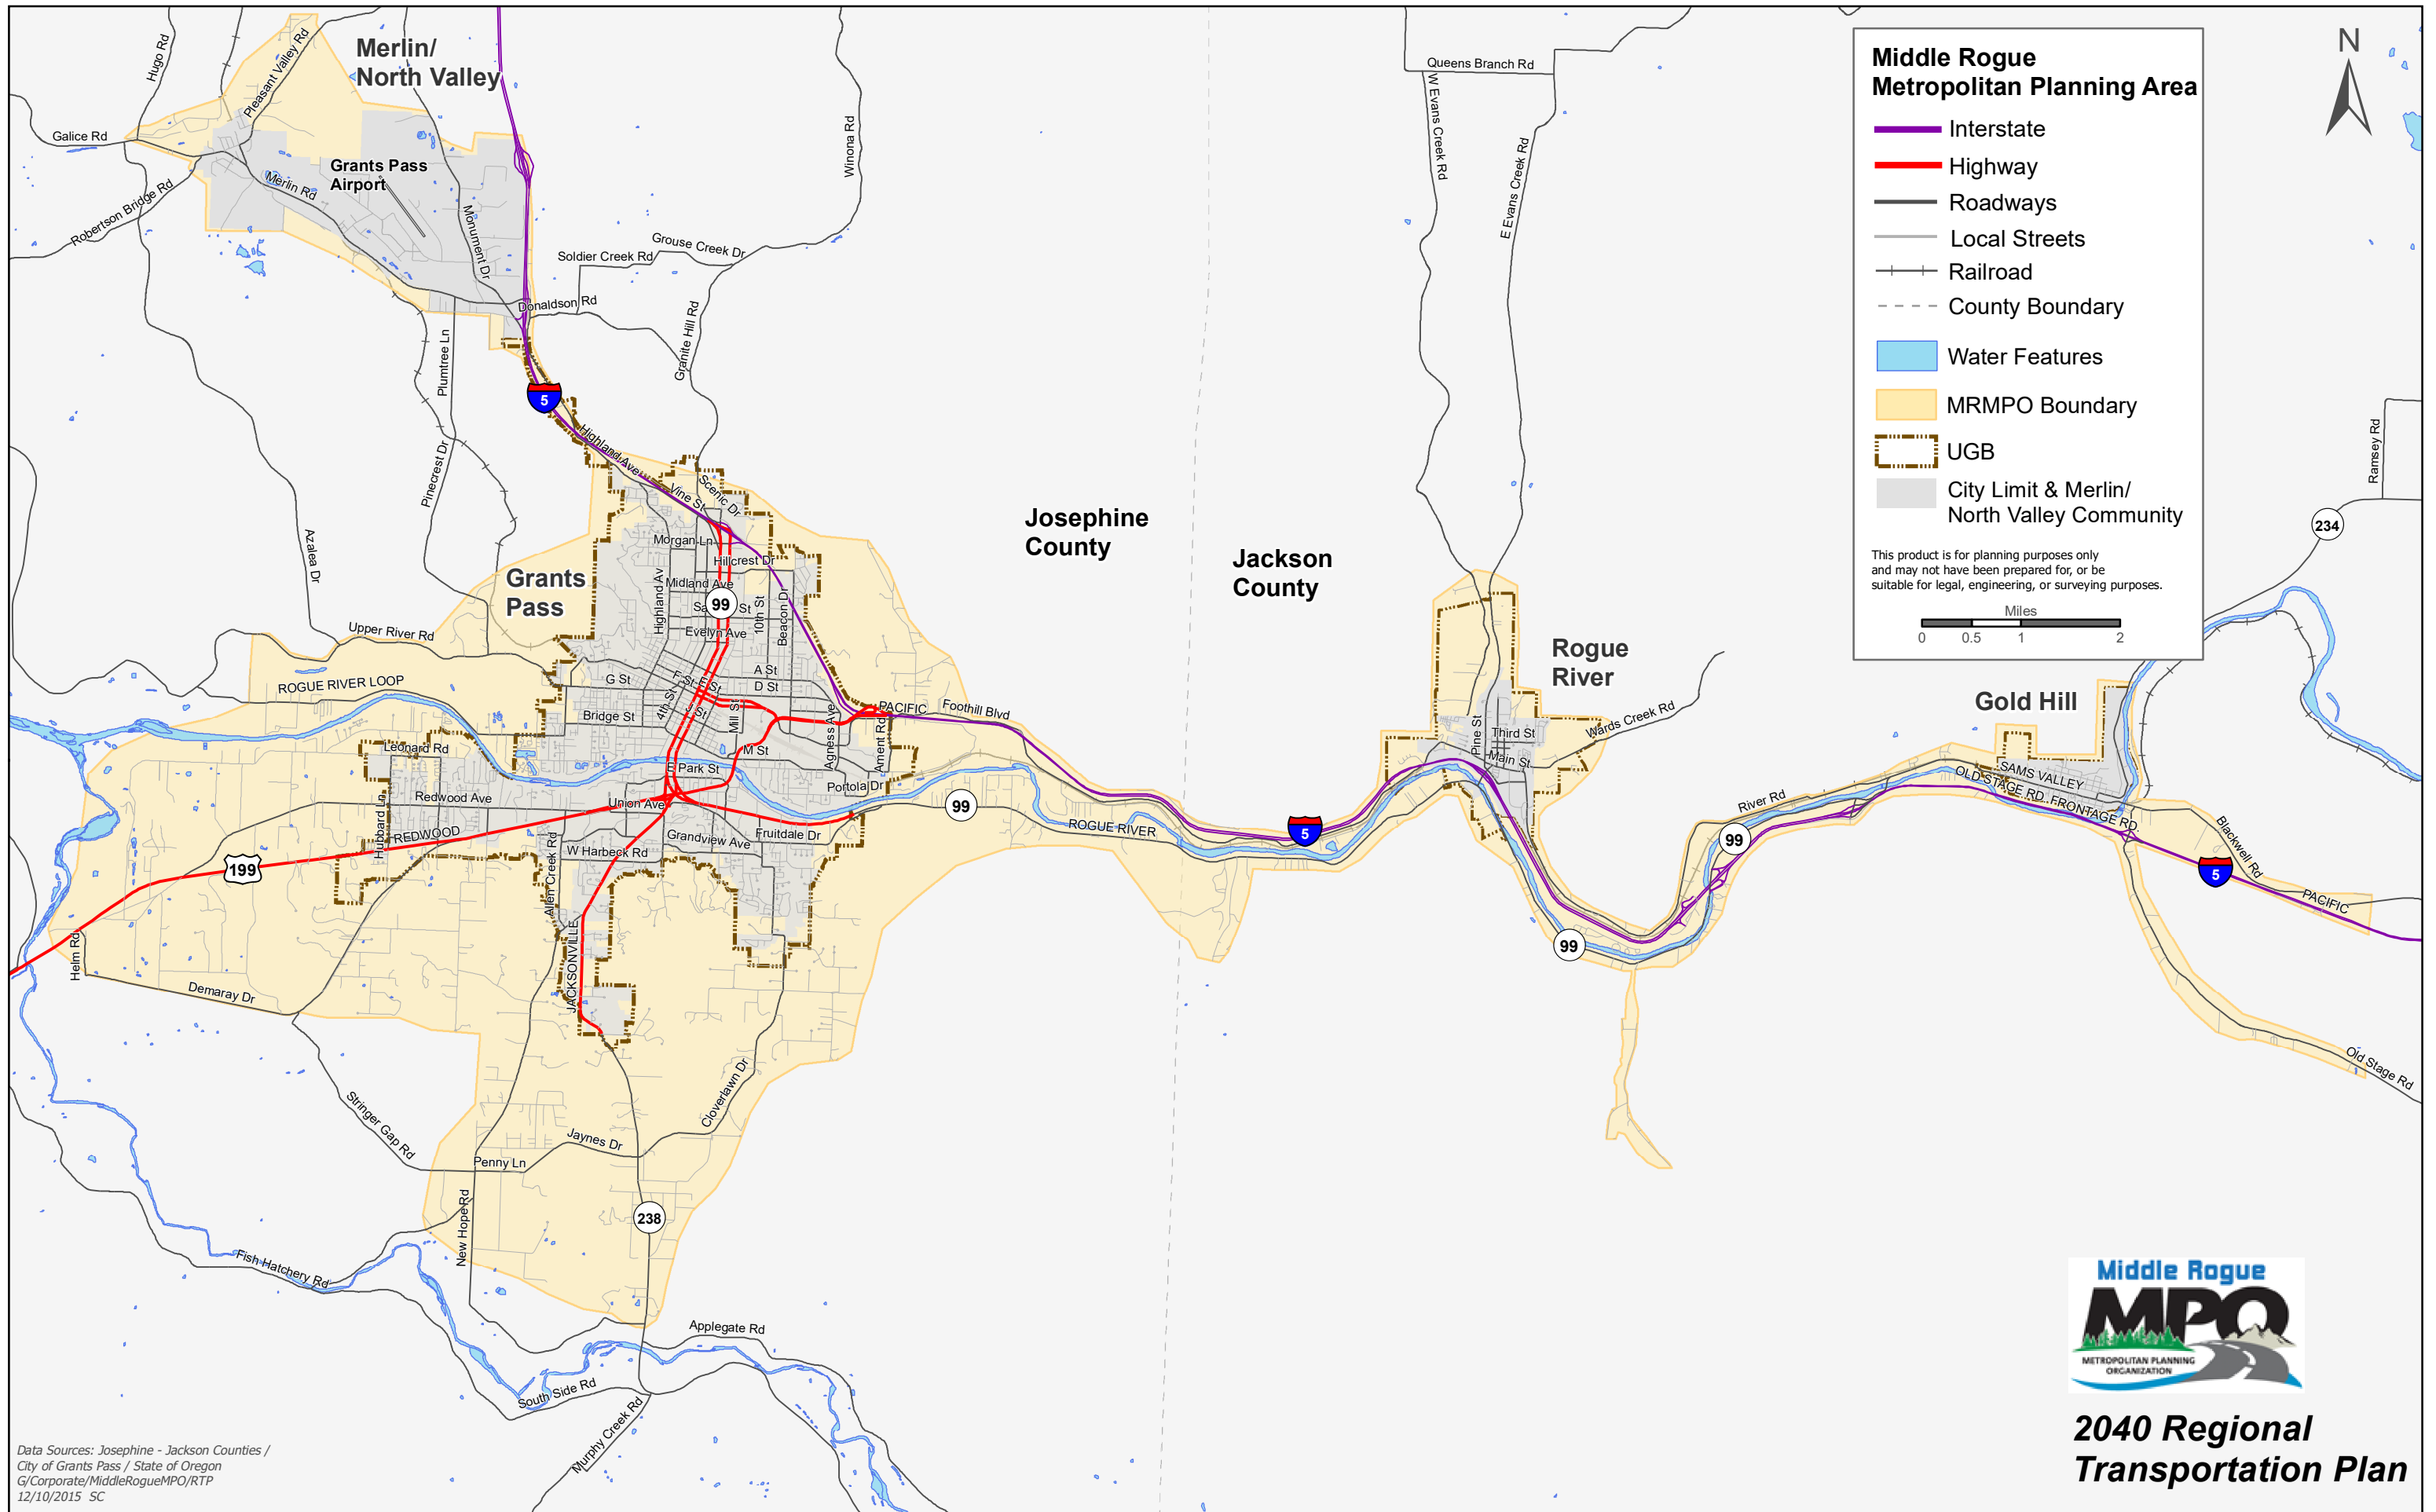 Merlin/
North Valley
Hugo Rd
Pleasant Valley Rd
Galice Rd
Grants Pass
Airport
Merlin Rd
Robertson Bridge Rd
Monument Dr
Winona Rd
Grouse Creek Dr
Soldier Creek Rd
Donaldson Rd
Granite Hill Rd
Plumtree Ln
5
Highland Ave
Pinecrest Dr
Vine St
Scenic Dr
Azalea Dr
Morgan Ln
Hillcrest Dr
Grants
Pass
Midland Ave
Highland Av
99
St
10th St
Beacon Dr
Evelyn Ave
Upper River Rd
A St
D St
G St
F St
E St
ROGUE RIVER LOOP
4th St
J St
Mill St
Bridge St
PACIFIC
Foothill Blvd
Agness Ave
Ament Rd
Leonard Rd
M St
E Park St
Portola Dr
Redwood Ave
Union Ave
99
Hubbard Ln
REDWOOD
Grandview Ave
Fruitdale Dr
ROGUE RIVER
199
W Harbeck Rd
Allen Creek Rd
JACKSONVILLE
Helm Rd
Demaray Dr
Stringer Gap Rd
Cloverlawn Dr
Jaynes Dr
Penny Ln
New Hope Rd
238
Fish Hatchery Rd
Applegate Rd
South Side Rd
Murphy Creek Rd
Josephine
County
Jackson
County
Queens Branch Rd
W Evans Creek Rd
E Evans Creek Rd
Rogue
River
Pine St
Third St
Main St
Wards Creek Rd
5
99
99
River Rd
Gold Hill
SAMS VALLEY
OLD STAGE RD. FRONTAGE RD.
Blackwell Rd
5
PACIFIC
Old Stage Rd
Ramsey Rd
234
N
Middle Rogue
Metropolitan Planning Area
Interstate
Highway
Roadways
Local Streets
Railroad
County Boundary
Water Features
MRMPO Boundary
UGB
City Limit & Merlin/
North Valley Community
This product is for planning purposes only
and may not have been prepared for, or be
suitable for legal, engineering, or surveying purposes.
Miles
0 0.5 1 2
Middle Rogue
MPO
METROPOLITAN PLANNING
ORGANIZATION
2040 Regional
Transportation Plan
Data Sources: Josephine - Jackson Counties /
City of Grants Pass / State of Oregon
G/Corporate/MiddleRogueMPO/RTP
12/10/2015 SC